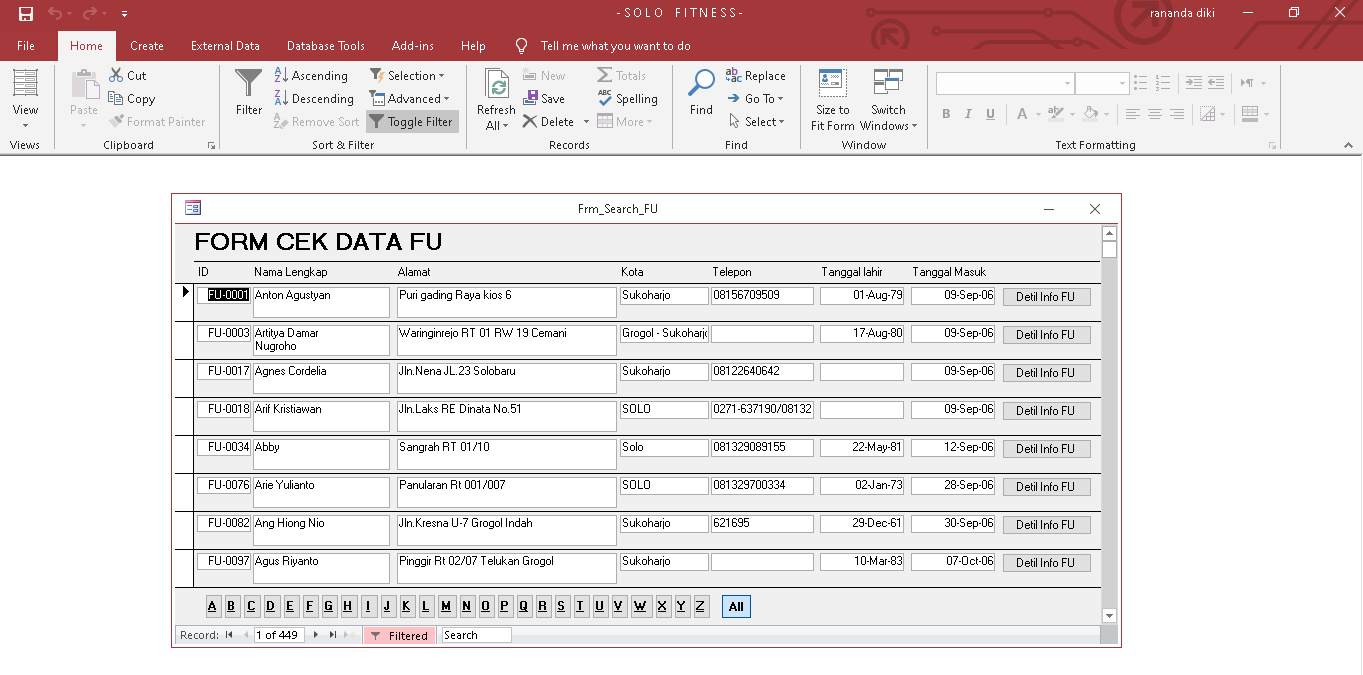 -SOLO FITNESS-
rananda diki
File Home Create External Data Database Tools Add-ins Help Tell me what you want to do
View
Views
Paste
Cut
Copy
Format Painter
Clipboard
Filter
Ascending
Descending
Remove Sort
Selection
Advanced
Toggle Filter
Sort & Filter
Refresh
All
New
Save
Delete
Totals
Spelling
More
Records
Find
Replace
Go To
Select
Find
Size to
Fit Form
Switch
Windows
Window
B I U A
Text Formatting
Frm_Search_FU
FORM CEK DATA FU
ID Nama Lengkap Alamat Kota Telepon Tanggal lahir Tanggal Masuk
FU-0001 Anton Agustyan Puri gading Raya kios 6 Sukoharjo 08156709509 01-Aug-79 09-Sep-06 Detil Info FU
FU-0003 Artitya Damar Nugroho Waringinrejo RT 01 RW 19 Cemani Grogol - Sukoharjo 17-Aug-80 09-Sep-06 Detil Info FU
FU-0017 Agnes Cordelia Jln.Nena JL.23 Solobaru Sukoharjo 08122640642 09-Sep-06 Detil Info FU
FU-0018 Arif Kristiawan Jln.Laks RE Dinata No.51 SOLO 0271-637190/08132 09-Sep-06 Detil Info FU
FU-0034 Abby Sangrah RT 01/10 Solo 081329089155 22-May-81 12-Sep-06 Detil Info FU
FU-0076 Arie Yulianto Panularan Rt 001/007 SOLO 081329700334 02-Jan-73 28-Sep-06 Detil Info FU
FU-0082 Ang Hiong Nio Jln.Kresna U-7 Grogol Indah Sukoharjo 621695 29-Dec-61 30-Sep-06 Detil Info FU
FU-0097 Agus Riyanto Pinggir Rt 02/07 Telukan Grogol Sukoharjo 10-Mar-83 07-Oct-06 Detil Info FU
A B C D E F G H I J K L M N O P Q R S T U V W X Y Z All
Record: 1 of 449 Filtered Search